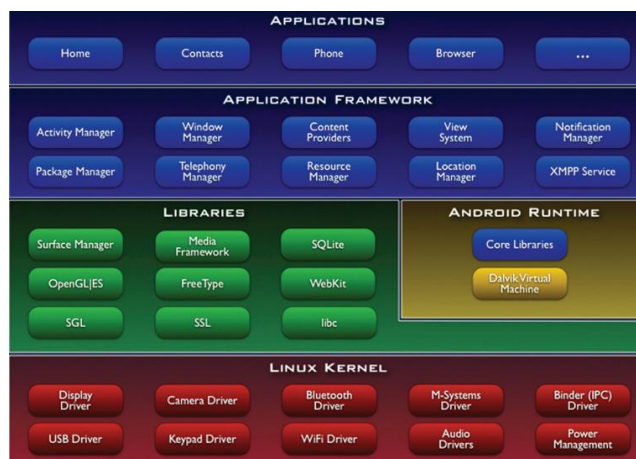 APPLICATIONS
Home
Contacts
Phone
Browser
...
APPLICATION FRAMEWORK
Activity Manager
Window
Manager
Content
Providers
View
System
Notification
Manager
Package Manager
Telephony
Manager
Resource
Manager
Location
Manager
XMPP Service
LIBRARIES
Surface Manager
Media
Framework
SQLite
OpenGL|ES
FreeType
WebKit
SGL
SSL
libc
ANDROID RUNTIME
Core Libraries
Dalvik Virtual
Machine
LINUX KERNEL
Display
Driver
Camera Driver
Bluetooth
Driver
M-Systems
Driver
Binder (IPC)
Driver
USB Driver
Keypad Driver
WiFi Driver
Audio
Drivers
Power
Management